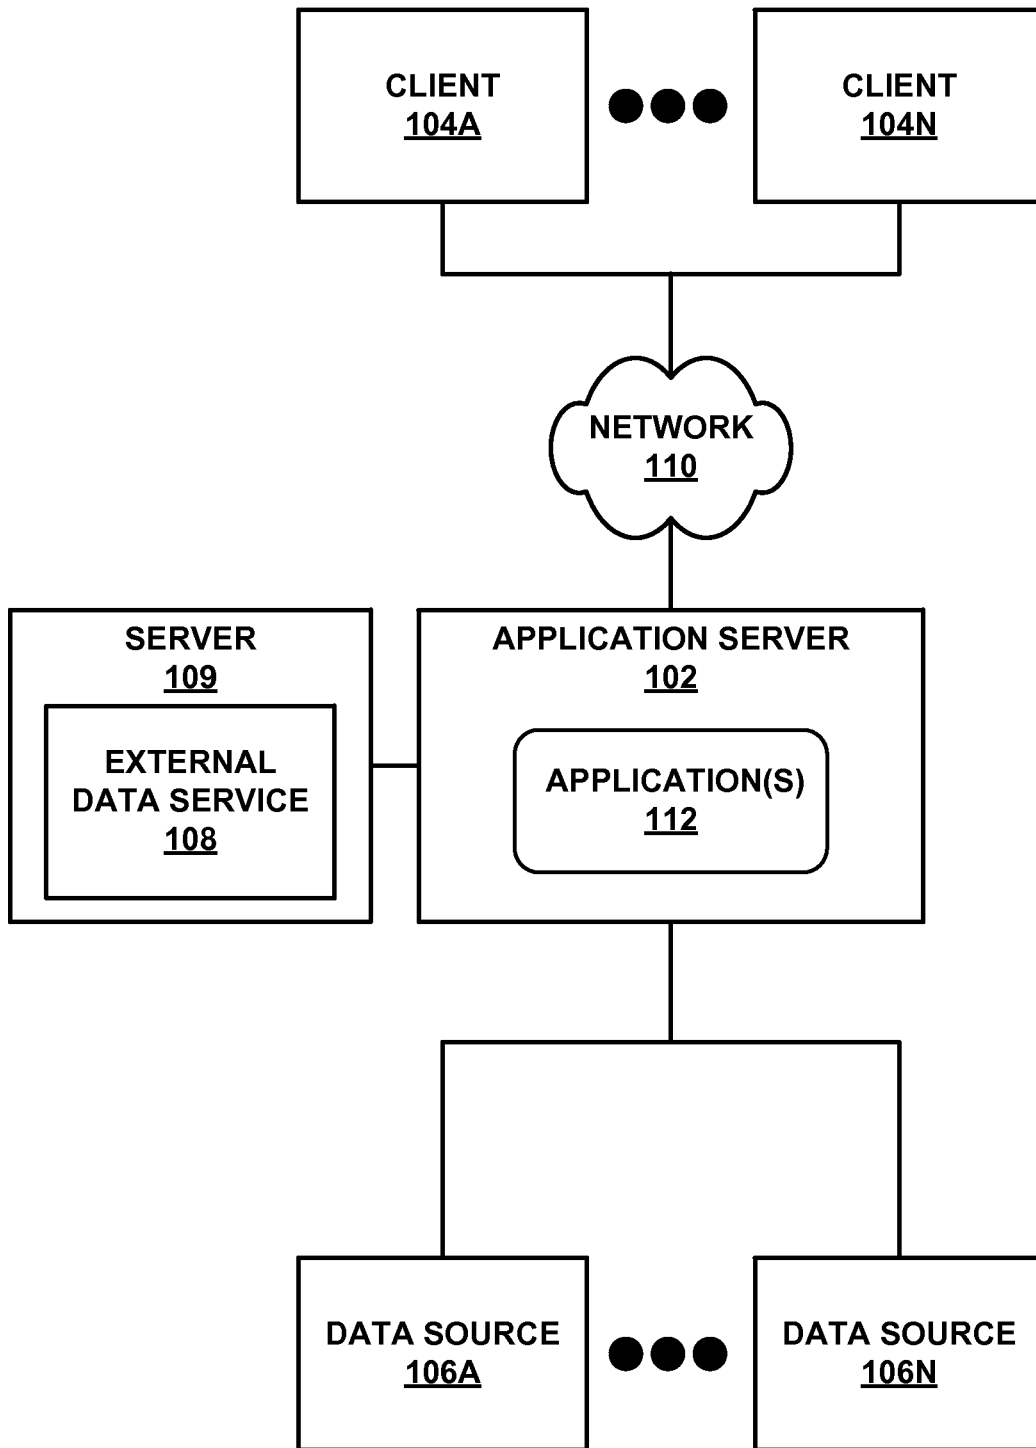 CLIENT
104A
CLIENT
104N
NETWORK
110
SERVER
109
EXTERNAL
DATA SERVICE
108
APPLICATION SERVER
102
APPLICATION(S)
112
DATA SOURCE
106A
DATA SOURCE
106N